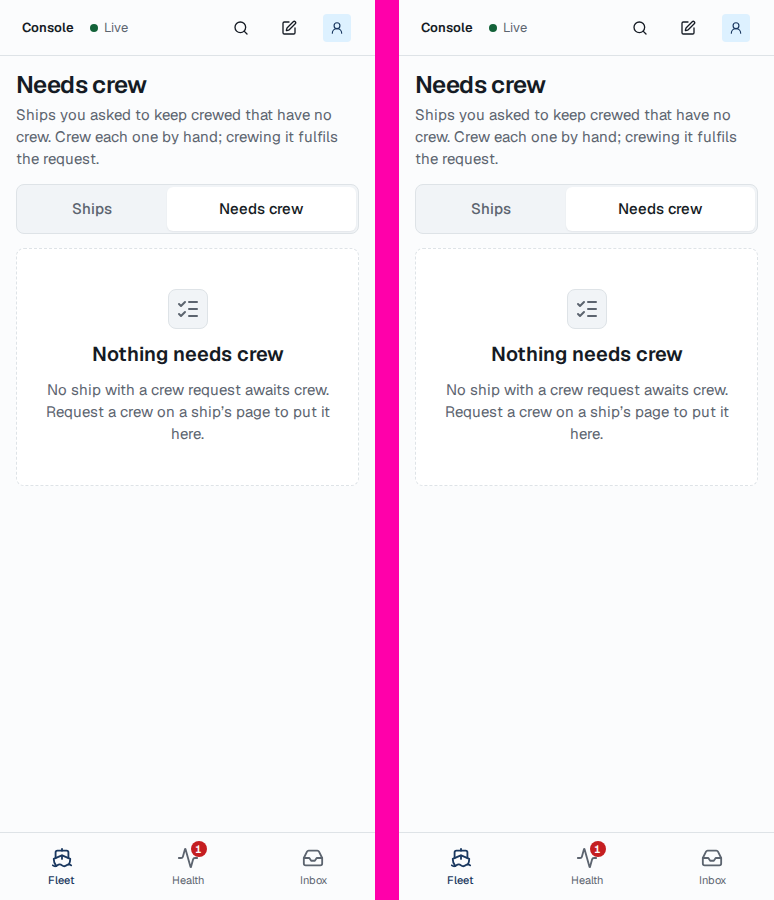 Console Live
Needs crew
Ships you asked to keep crewed that have no
crew. Crew each one by hand; crewing it fulfils
the request.
Ships Needs crew
Nothing needs crew
No ship with a crew request awaits crew.
Request a crew on a ship’s page to put it
here.
1
Fleet Health Inbox
Console Live
Needs crew
Ships you asked to keep crewed that have no
crew. Crew each one by hand; crewing it fulfils
the request.
Ships Needs crew
Nothing needs crew
No ship with a crew request awaits crew.
Request a crew on a ship’s page to put it
here.
1
Fleet Health Inbox